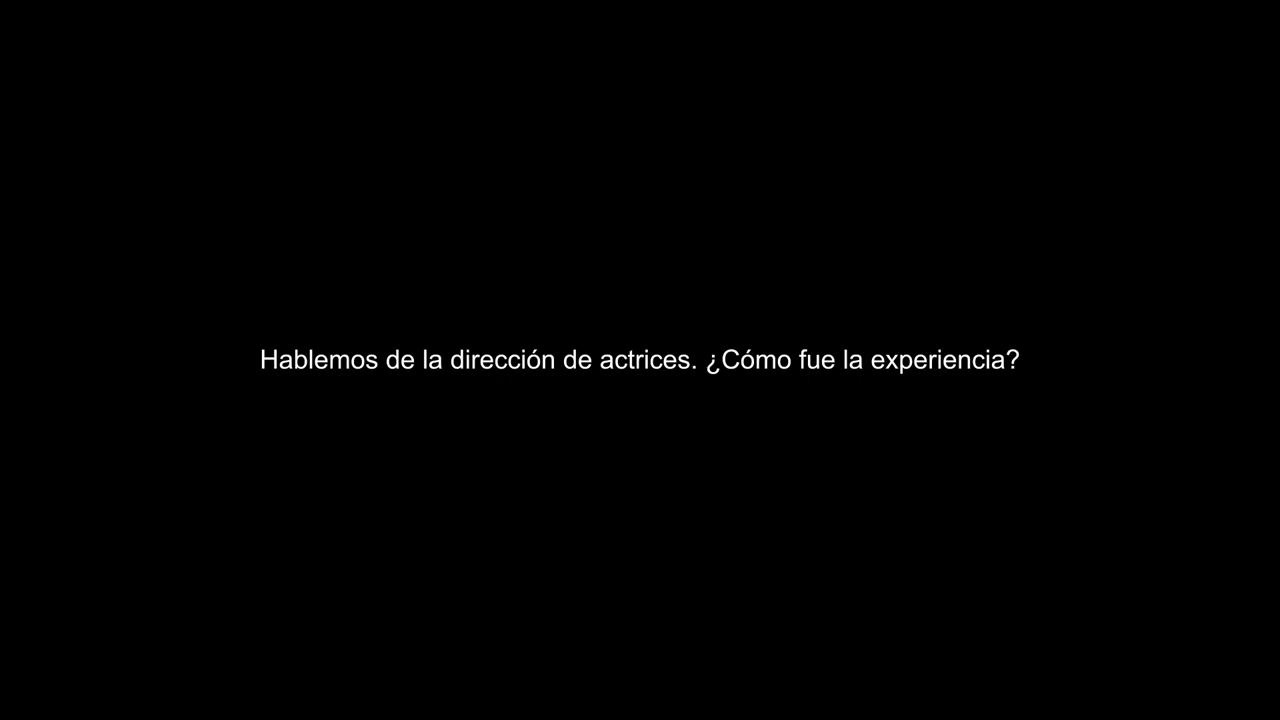 Hablemos de la dirección de actrices. ¿Cómo fue la experiencia?